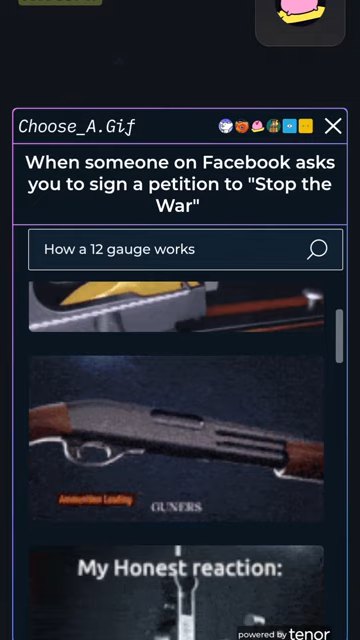 Choose_A.Gif
When someone on Facebook asks
you to sign a petition to "Stop the
War"
How a 12 gauge works
Ammunition Loading
GUNERS
My Honest reaction:
powered by tenor